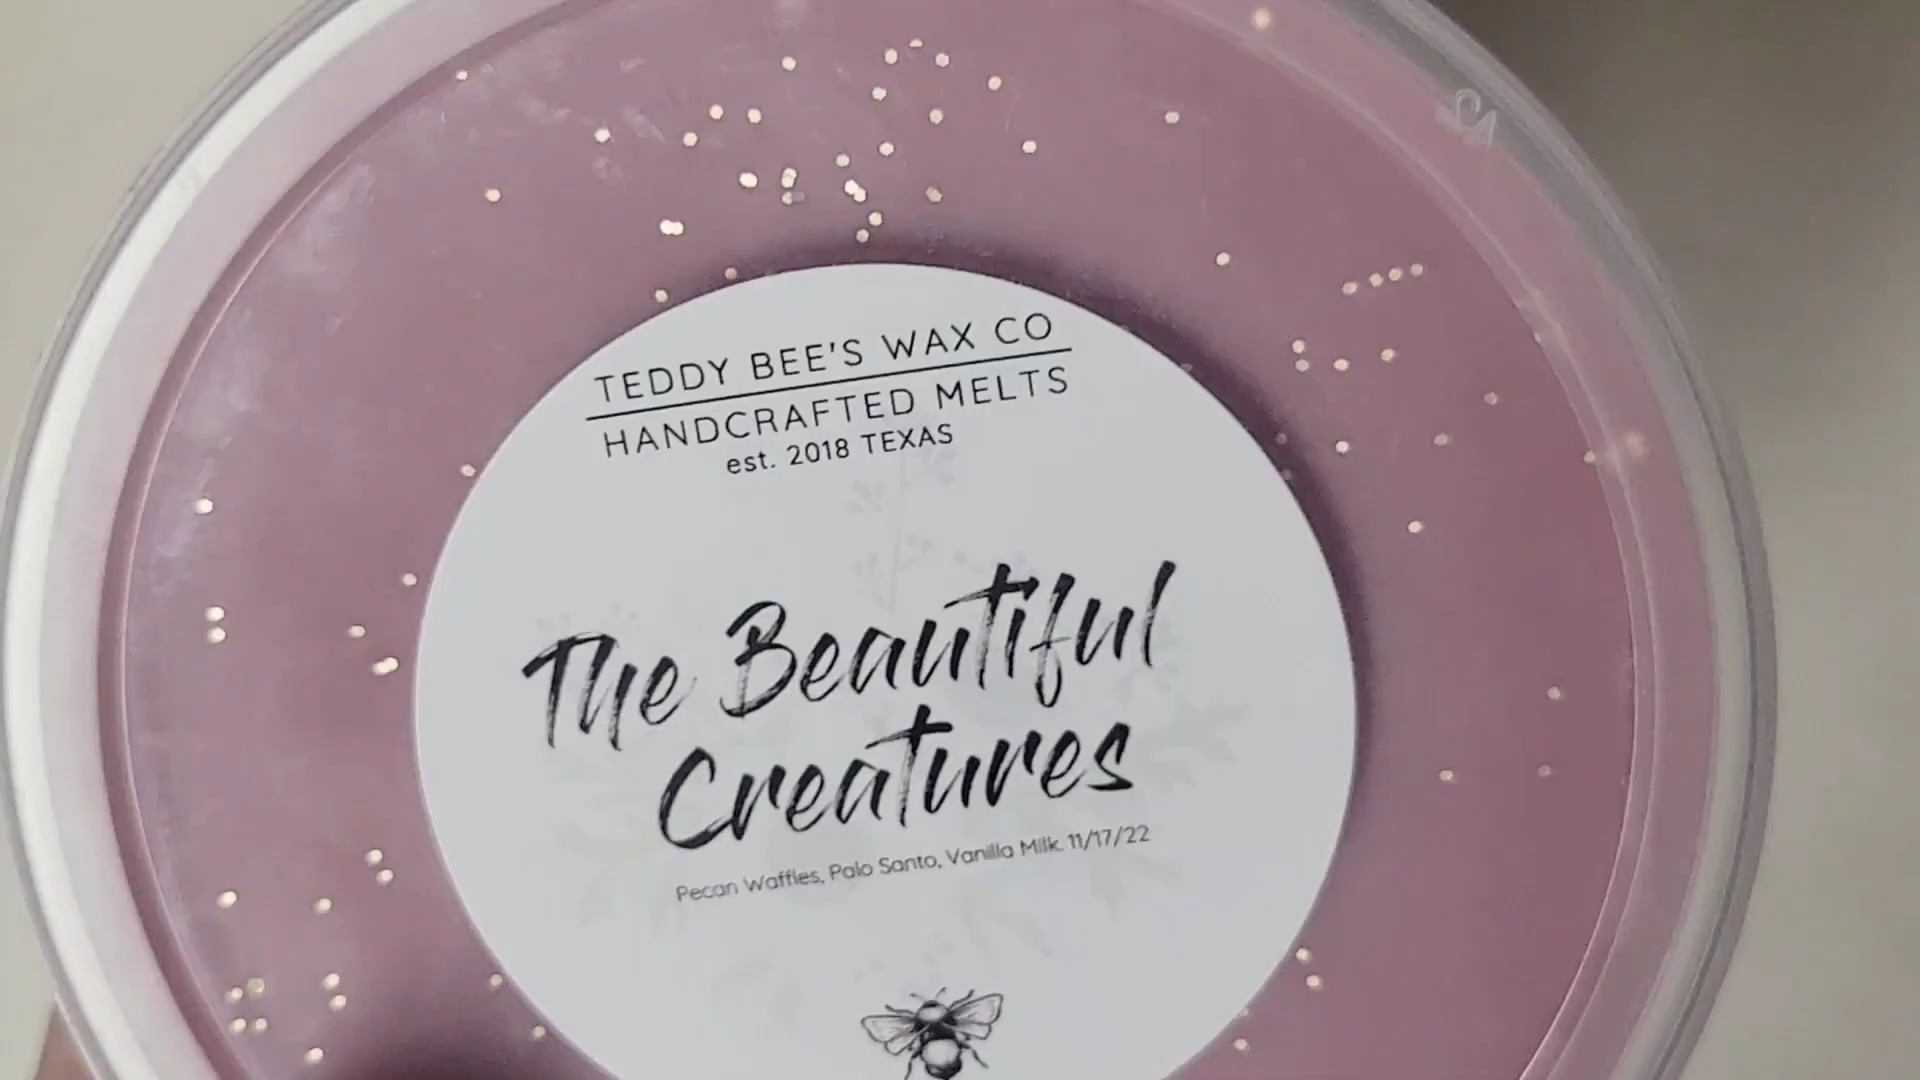 TEDDY BEE'S WAX CO
HANDCRAFTED MELTS
est. 2018 TEXAS
The Beautiful
Creatures
Pecan Waffles, Palo Santo, Vanilla Milk. 11/17/22